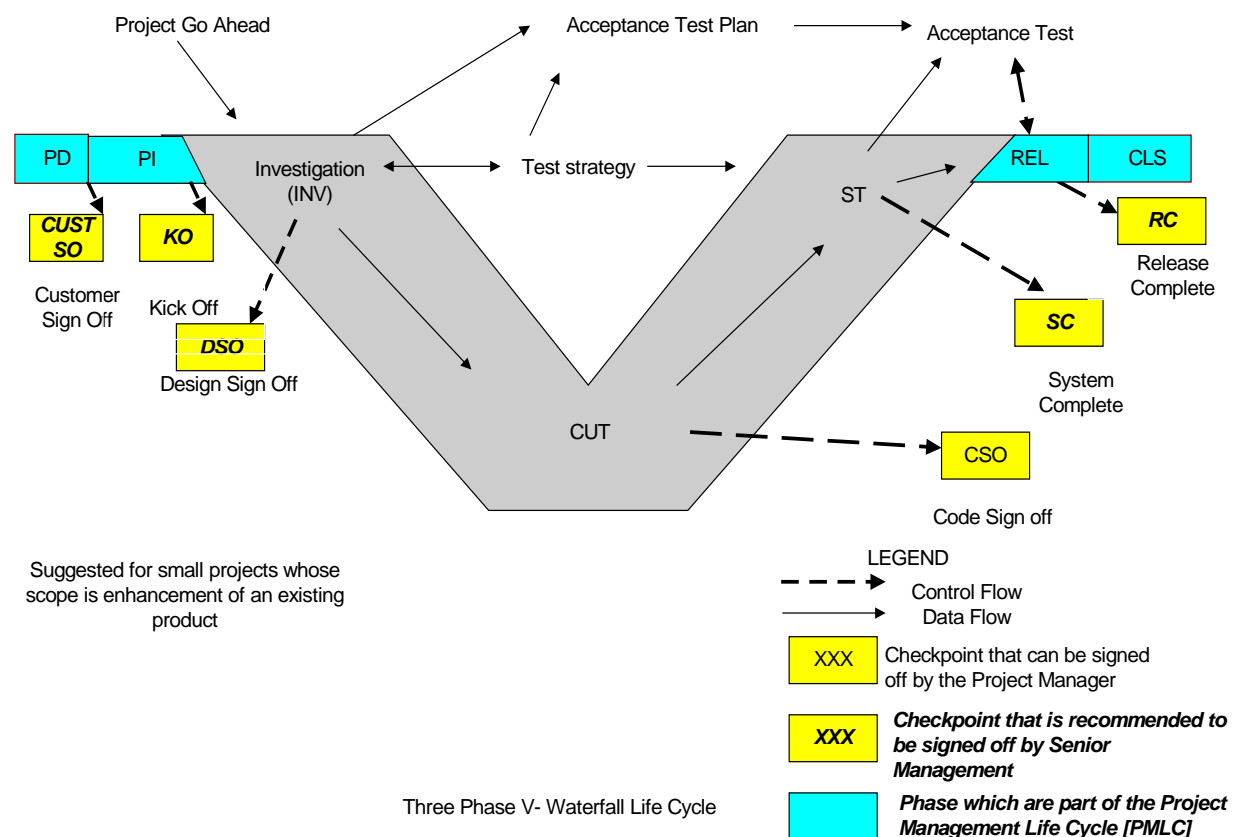 Project Go Ahead
Acceptance Test Plan
Acceptance Test
PD
PI
Investigation
(INV)
Test strategy
ST
REL
CLS
CUST
SO
KO
RC
Customer
Sign Off
Kick Off
Release
Complete
DSO
Design Sign Off
SC
System
Complete
CUT
CSO
Code Sign off
Suggested for small projects whose
scope is enhancement of an existing
product
LEGEND
Control Flow
Data Flow
XXX
Checkpoint that can be signed
off by the Project Manager
XXX
Checkpoint that is recommended to
be signed off by Senior
Management
Three Phase V- Waterfall Life Cycle
Phase which are part of the Project
Management Life Cycle [PMLC]